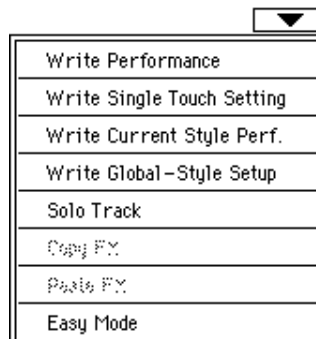 Write Performance
Write Single Touch Setting
Write Current Style Perf.
Write Global-Style Setup
Solo Track
Copy FX
Paste FX
Easy Mode